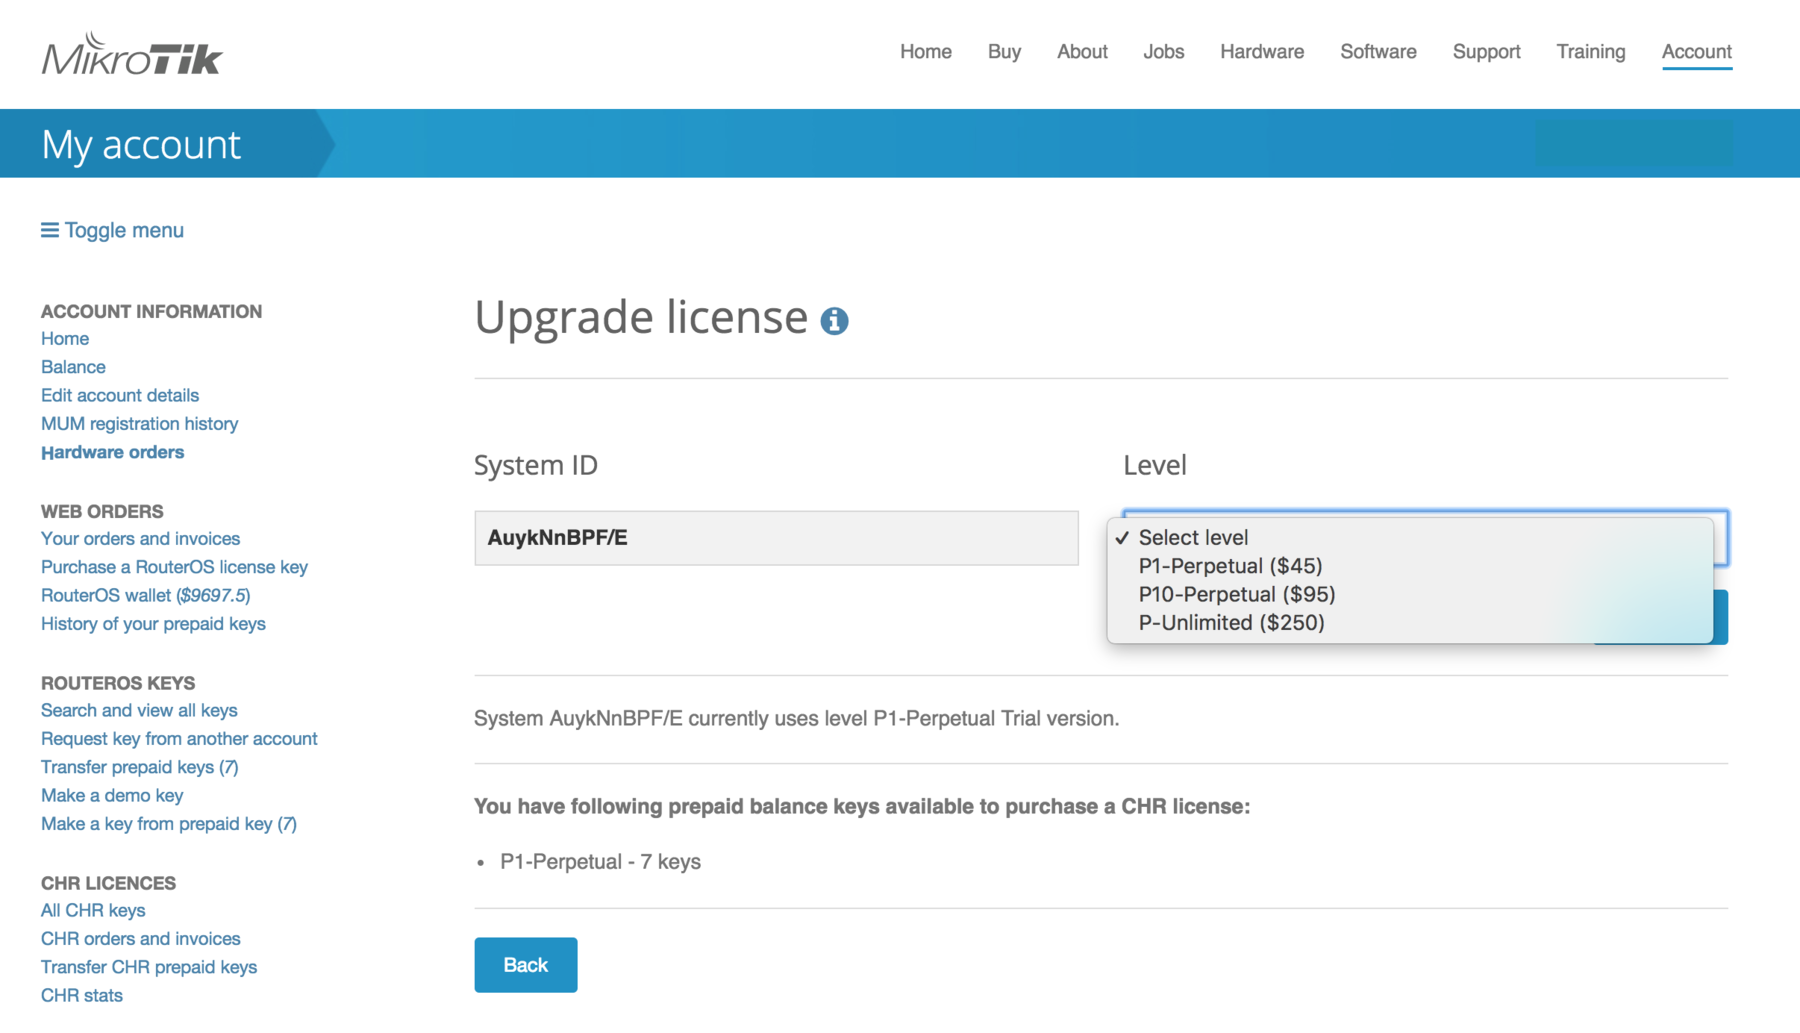 MikroTik
Home Buy About Jobs Hardware Software Support Training Account
My account
Toggle menu
ACCOUNT INFORMATION
Home
Balance
Edit account details
MUM registration history
Hardware orders
WEB ORDERS
Your orders and invoices
Purchase a RouterOS license key
RouterOS wallet ($9697.5)
History of your prepaid keys
ROUTEROS KEYS
Search and view all keys
Request key from another account
Transfer prepaid keys (7)
Make a demo key
Make a key from prepaid key (7)
CHR LICENCES
All CHR keys
CHR orders and invoices
Transfer CHR prepaid keys
CHR stats
Upgrade license
System ID
AuykNnBPF/E
Level
✓ Select level
P1-Perpetual ($45)
P10-Perpetual ($95)
P-Unlimited ($250)
System AuykNnBPF/E currently uses level P1-Perpetual Trial version.
You have following prepaid balance keys available to purchase a CHR license:
• P1-Perpetual - 7 keys
Back